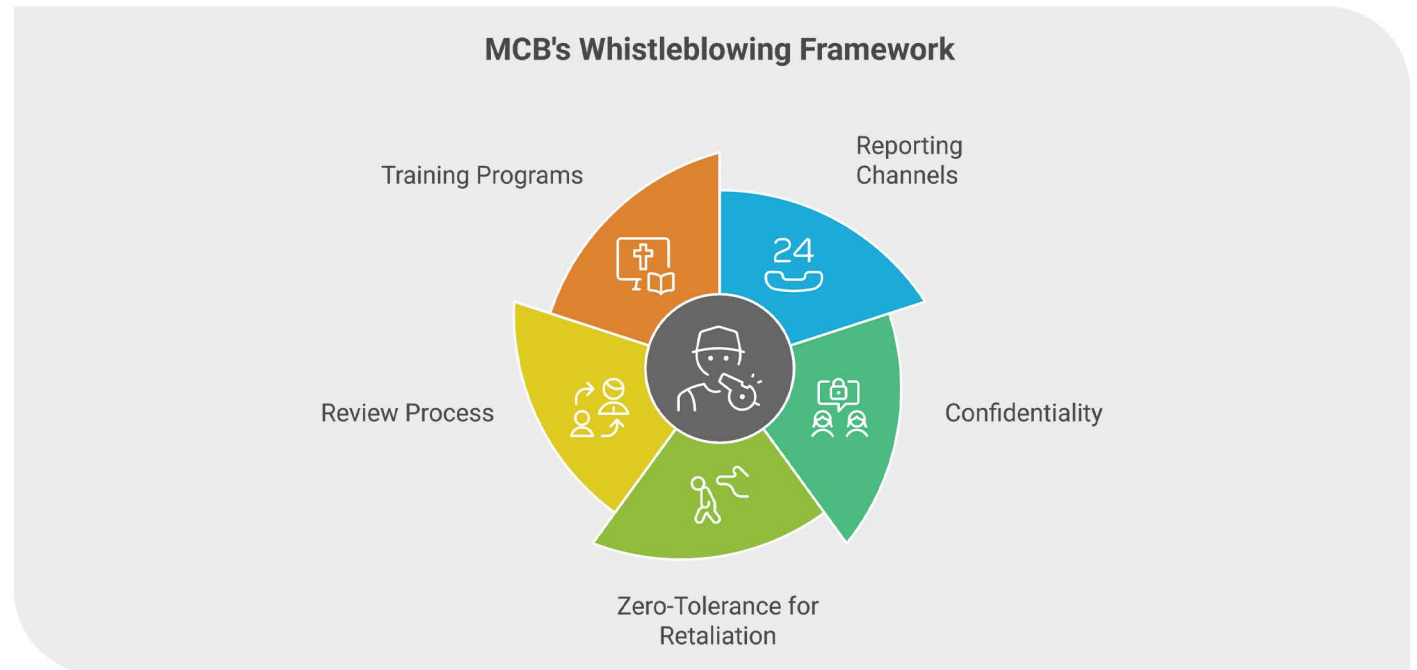 MCB's Whistleblowing Framework
Training Programs
Reporting
Channels
24
Review Process
Confidentiality
Zero-Tolerance for
Retaliation